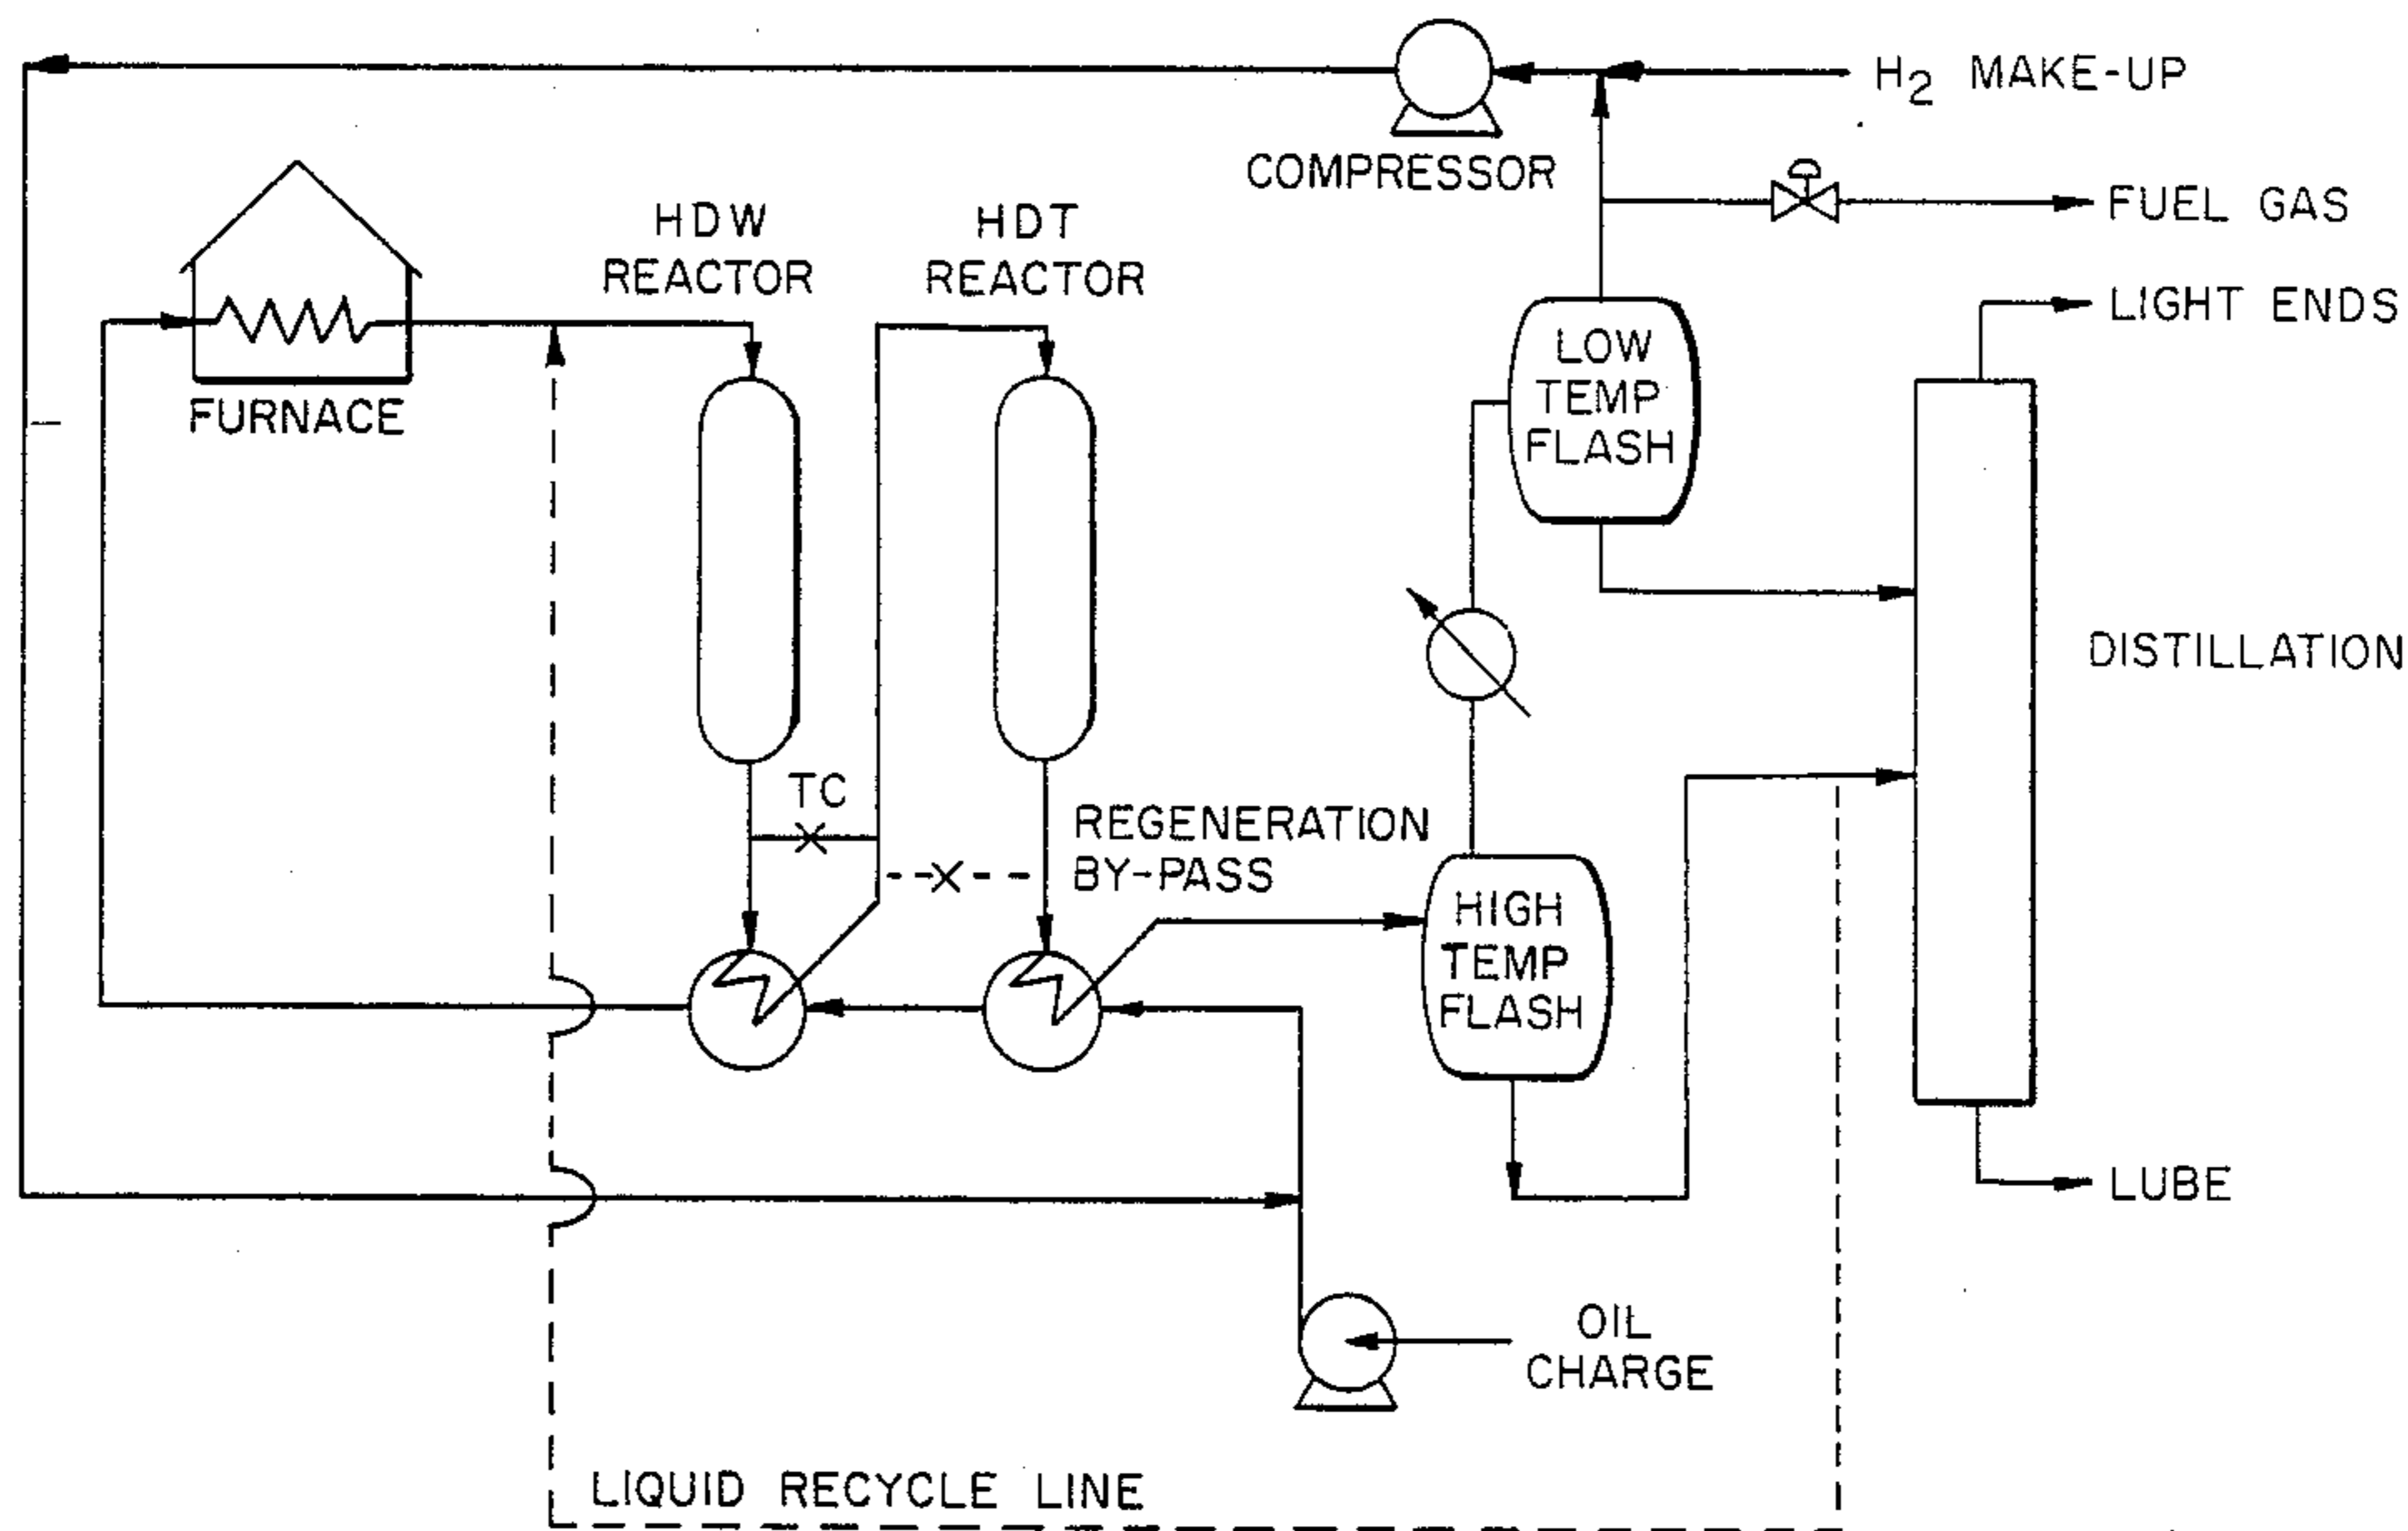 H2 MAKE-UP
COMPRESSOR
FUEL GAS
HDW
REACTOR
HDT
REACTOR
LIGHT ENDS
LOW
TEMP
FLASH
FURNACE
DISTILLATION
TC
REGENERATION
BY-PASS
HIGH
TEMP
FLASH
LUBE
OIL
CHARGE
LIQUID RECYCLE LINE